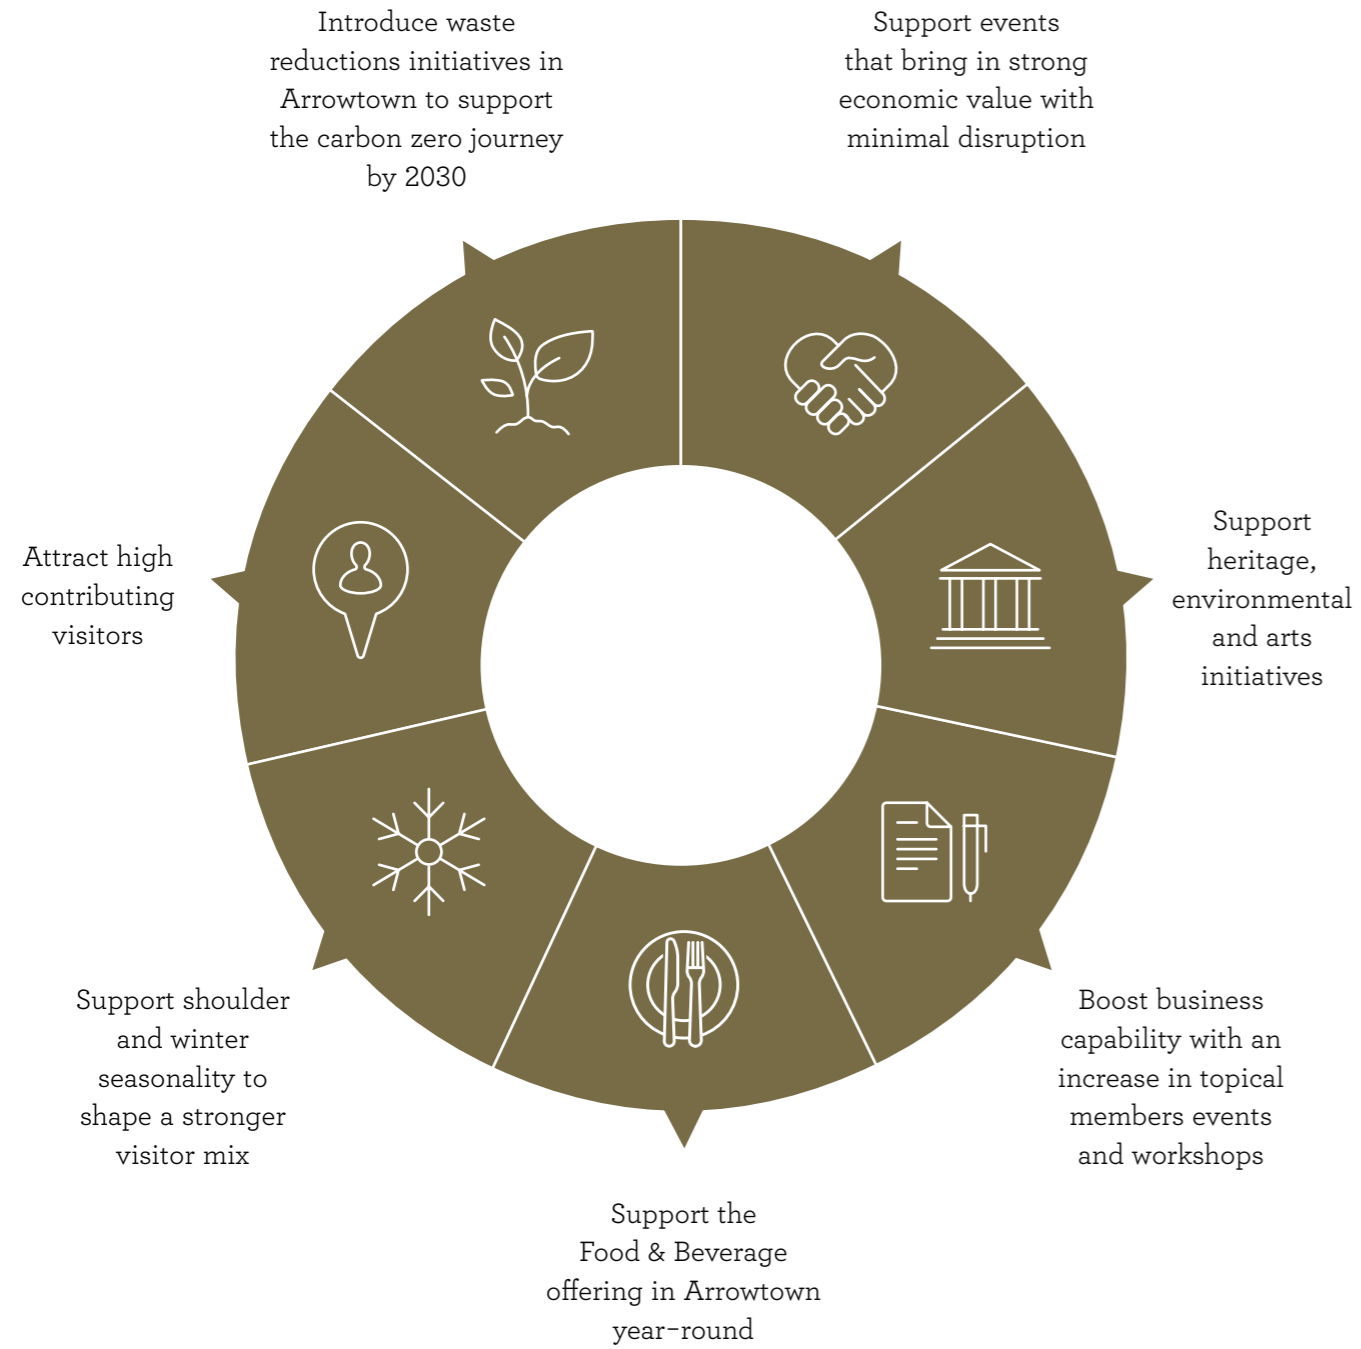 Introduce waste
reductions initiatives in
Arrowtown to support
the carbon zero journey
by 2030
Support events
that bring in strong
economic value with
minimal disruption
Support
heritage,
environmental
and arts
initiatives
Boost business
capability with an
increase in topical
members events
and workshops
Support the
Food & Beverage
offering in Arrowtown
year-round
Support shoulder
and winter
seasonality to
shape a stronger
visitor mix
Attract high
contributing
visitors